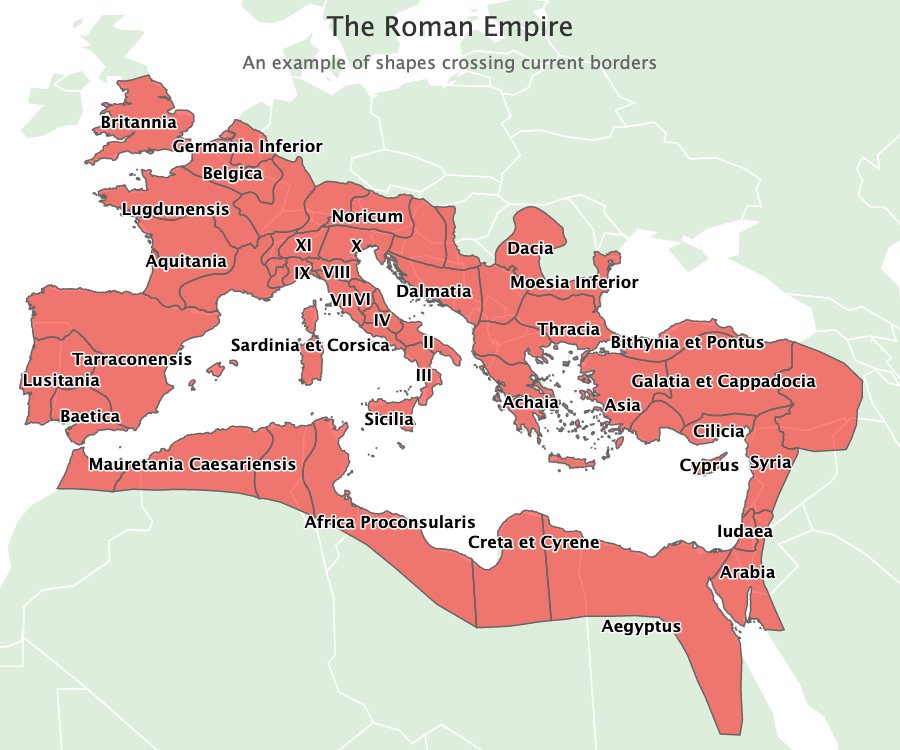 The Roman Empire
An example of shapes crossing current borders
Britannia
Germania Inferior
Belgica
Lugdunensis
Noricum
XI
X
Dacia
Aquitania
IX
VIII
Moesia Inferior
Dalmatia
VII
VI
IV
Thracia
II
Bithynia et Pontus
Sardinia et Corsica
Tarraconensis
III
Lusitania
Galatia et Cappadocia
Achaia
Asia
Baetica
Sicilia
Cilicia
Mauretania Caesariensis
Cyprus
Syria
Africa Proconsularis
Iudaea
Creta et Cyrene
Arabia
Aegyptus